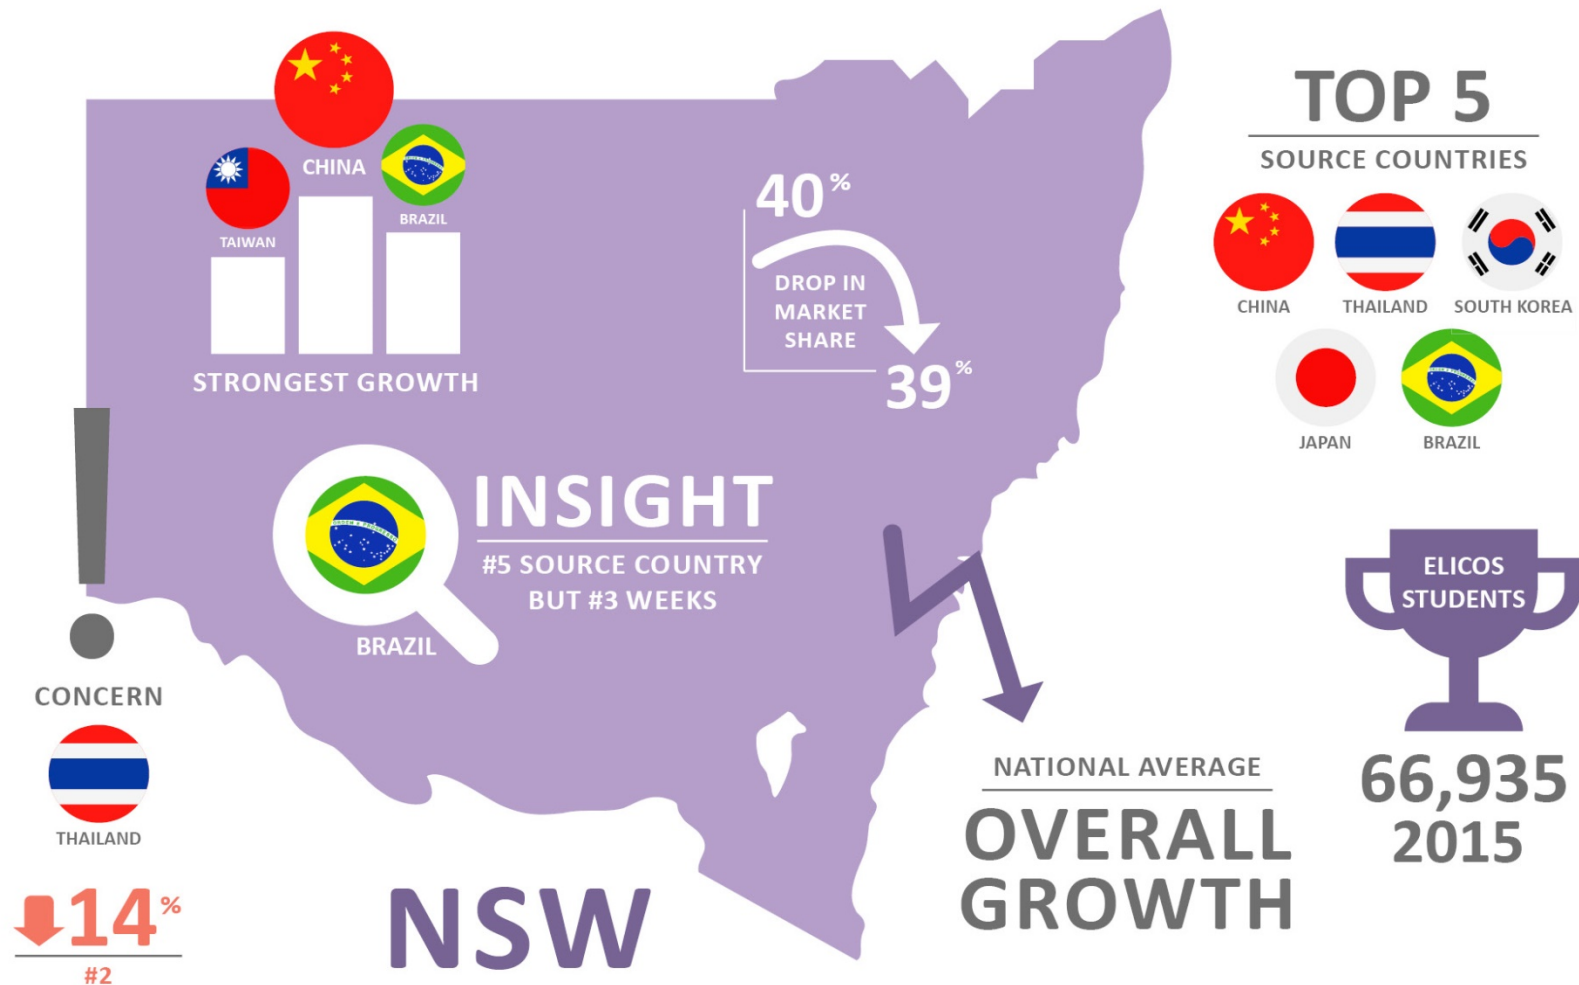 CHINA
TAIWAN
BRAZIL
STRONGEST GROWTH
40%
DROP IN
MARKET
SHARE
39%
TOP 5
SOURCE COUNTRIES
CHINA
THAILAND
SOUTH KOREA
JAPAN
BRAZIL
INSIGHT
#5 SOURCE COUNTRY
BUT #3 WEEKS
BRAZIL
CONCERN
THAILAND
14%
#2
NSW
NATIONAL AVERAGE
OVERALL
GROWTH
ELICOS
STUDENTS
66,935
2015